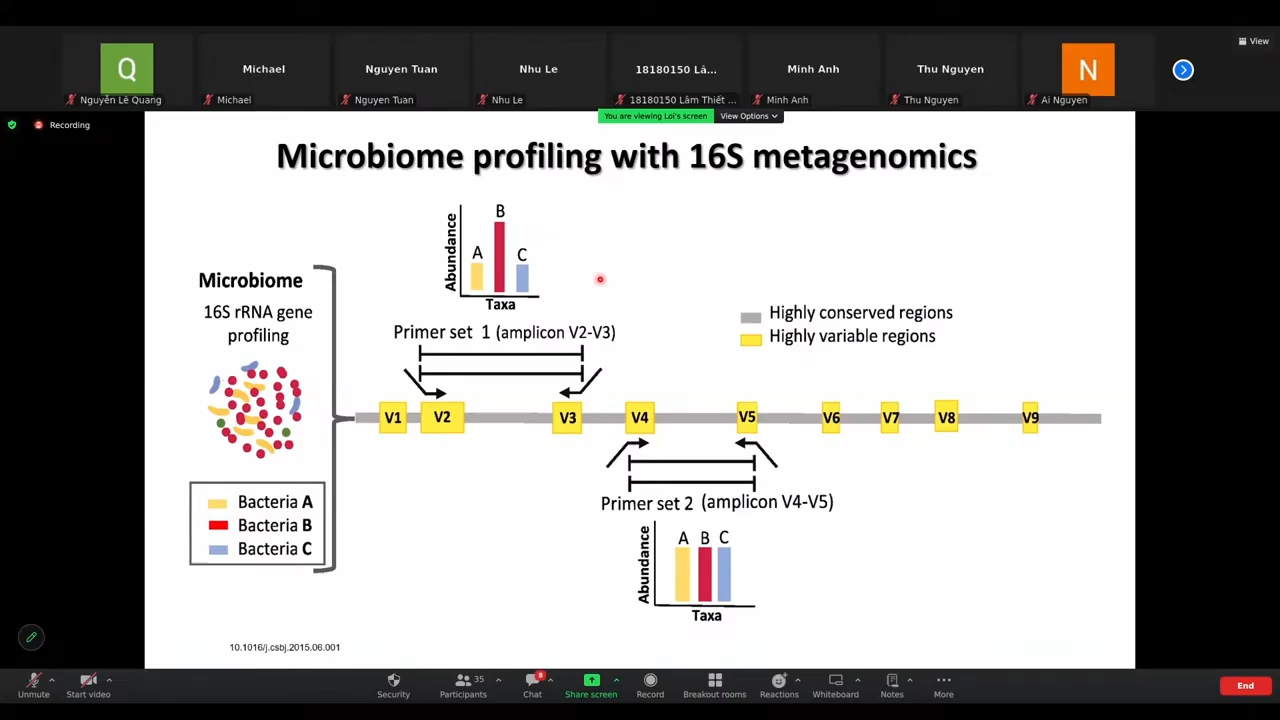 View
Q
Michael
Nguyen Tuan
Nhu Le
18180150 Lâ...
Minh Anh
Thu Nguyen
N
Nguyễn Lê Quang
Michael
Nguyen Tuan
Nhu Le
18180150 Lâm Thiết ...
Minh Anh
Thu Nguyen
Ai Nguyen
You are viewing Loi's screen
View Options
Recording
Microbiome profiling with 16S metagenomics
Abundance
A
B
C
Taxa
Microbiome
16S rRNA gene
profiling
Primer set 1 (amplicon V2-V3)
Highly conserved regions
Highly variable regions
V1
V2
V3
V4
V5
V6
V7
V8
V9
Primer set 2 (amplicon V4-V5)
Bacteria A
Bacteria B
Bacteria C
Abundance
A
B
C
Taxa
10.1016/j.csbj.2015.06.001
Unmute
Start video
Security
Participants
35
Chat
8
Share screen
Record
Breakout rooms
Reactions
Whiteboard
Notes
More
End